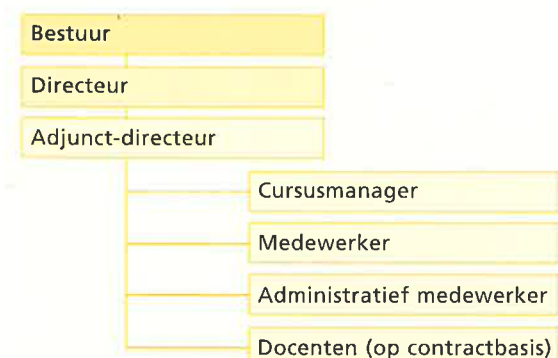 Bestuur
Directeur
Adjunct-directeur
Cursusmanager
Medewerker
Administratief medewerker
Docenten (op contractbasis)